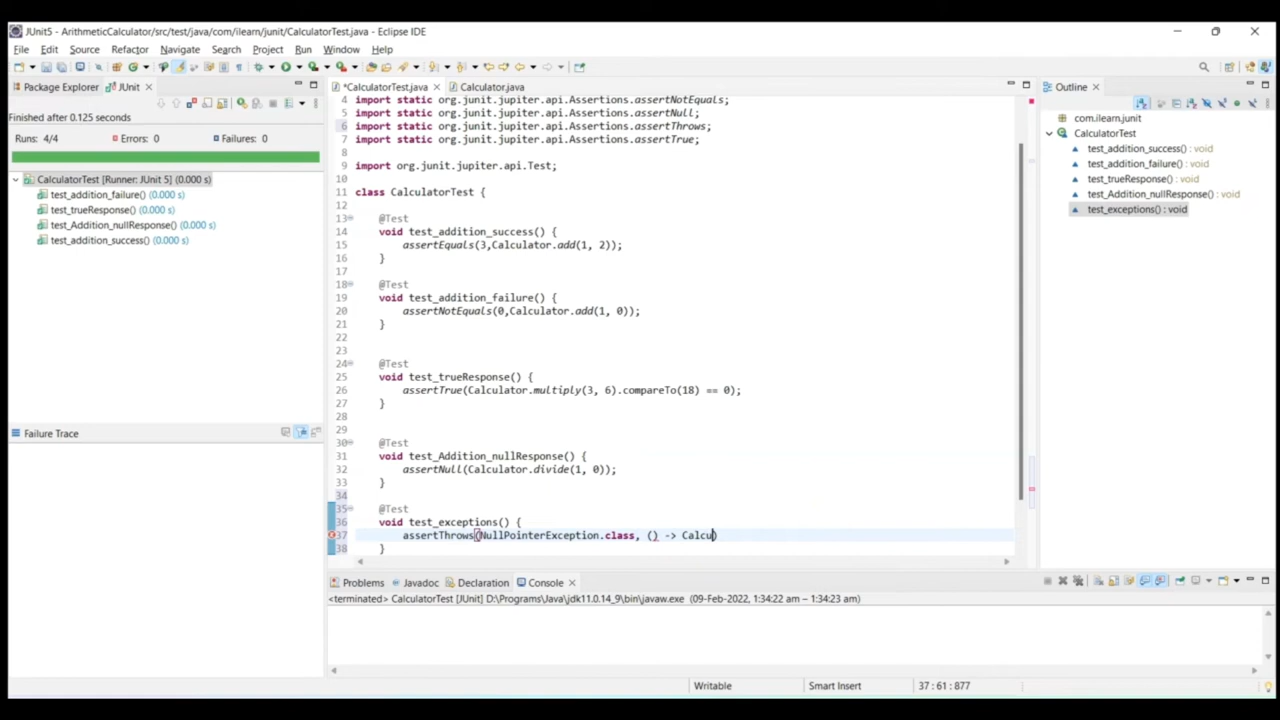 JUnit5 - ArithmeticCalculator/src/test/java/com/ilearn/junit/CalculatorTest.java - Eclipse IDE
File Edit Source Refactor Navigate Search Project Run Window Help
Package Explorer JUnit
Finished after 0.125 seconds
Runs: 4/4 Errors: 0 Failures: 0
CalculatorTest [Runner: JUnit 5] (0.000 s)
test_addition_failure() (0.000 s)
test_trueResponse() (0.000 s)
test_Addition_nullResponse() (0.000 s)
test_addition_success() (0.000 s)
Failure Trace
*CalculatorTest.java Calculator.java
4 import static org.junit.jupiter.api.Assertions.assertNotEquals;
5 import static org.junit.jupiter.api.Assertions.assertNull;
6 import static org.junit.jupiter.api.Assertions.assertThrows;
7 import static org.junit.jupiter.api.Assertions.assertTrue;
8
9 import org.junit.jupiter.api.Test;
10
11 class CalculatorTest {
12
13 @Test
14 void test_addition_success() {
15 assertEquals(3,Calculator.add(1, 2));
16 }
17
18 @Test
19 void test_addition_failure() {
20 assertNotEquals(0,Calculator.add(1, 0));
21 }
22
23
24 @Test
25 void test_trueResponse() {
26 assertTrue(Calculator.multiply(3, 6).compareTo(18) == 0);
27 }
28
29
30 @Test
31 void test_Addition_nullResponse() {
32 assertNull(Calculator.divide(1, 0));
33 }
34
35 @Test
36 void test_exceptions() {
37 assertThrows(NullPointerException.class, () -> Calcu)
38 }
Outline
com.ilearn.junit
CalculatorTest
test_addition_success() : void
test_addition_failure() : void
test_trueResponse() : void
test_Addition_nullResponse() : void
test_exceptions() : void
Problems Javadoc Declaration Console
<terminated> CalculatorTest [JUnit] D:\Programs\Java\jdk11.0.14_9\bin\javaw.exe (09-Feb-2022, 1:34:22 am – 1:34:23 am)
Writable Smart Insert 37 : 61 : 877